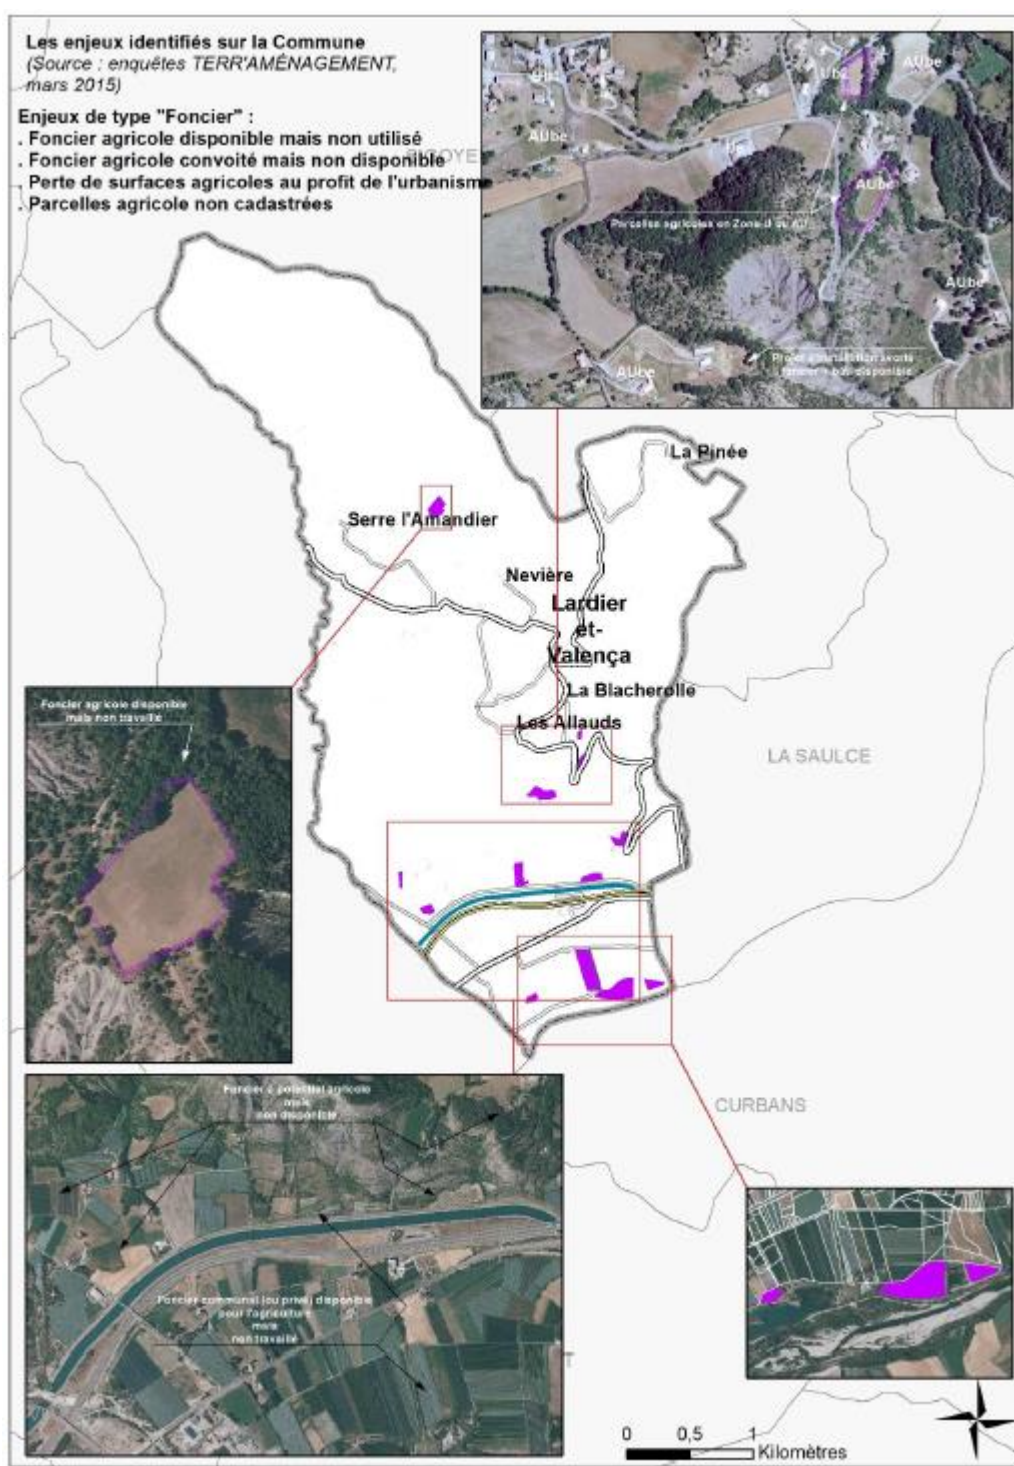 Les enjeux identifiés sur la Commune
(Source : enquêtes TERR'AMÉNAGEMENT,
mars 2015)
Enjeux de type "Foncier" :
. Foncier agricole disponible mais non utilisé
. Foncier agricole convoité mais non disponible
. Perte de surfaces agricoles au profit de l'urbanisme
. Parcelles agricole non cadastrées
AUbe
AUbe
AUbe
Parcelles agricoles en Zone U ou AU
AUbe
AUbe
La Pinée
Serre l'Amandier
Nevière
Lardier
et-
Valença
La Blacherolle
Les Allauds
LA SAULCE
Foncier agricole disponible
mais non travaillé
CURBANS
Foncier à potentiel agricole
mais
non disponible
Foncier communal (ou privé) disponible
pour l'agriculture
mais
non travaillé
0 0,5 1
Kilomètres